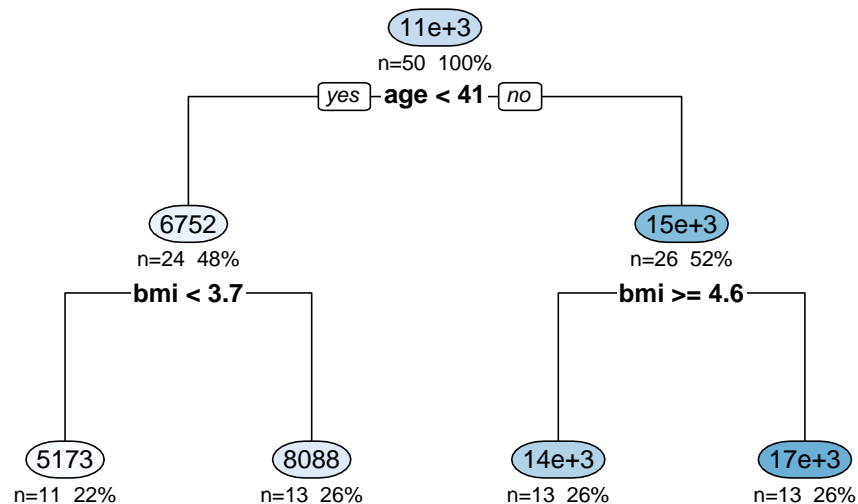 11e+3
n=50 100%
yes age < 41 no
6752 15e+3
n=24 48% n=26 52%
bmi < 3.7 bmi >= 4.6
5173 8088 14e+3 17e+3
n=11 22% n=13 26% n=13 26% n=13 26%